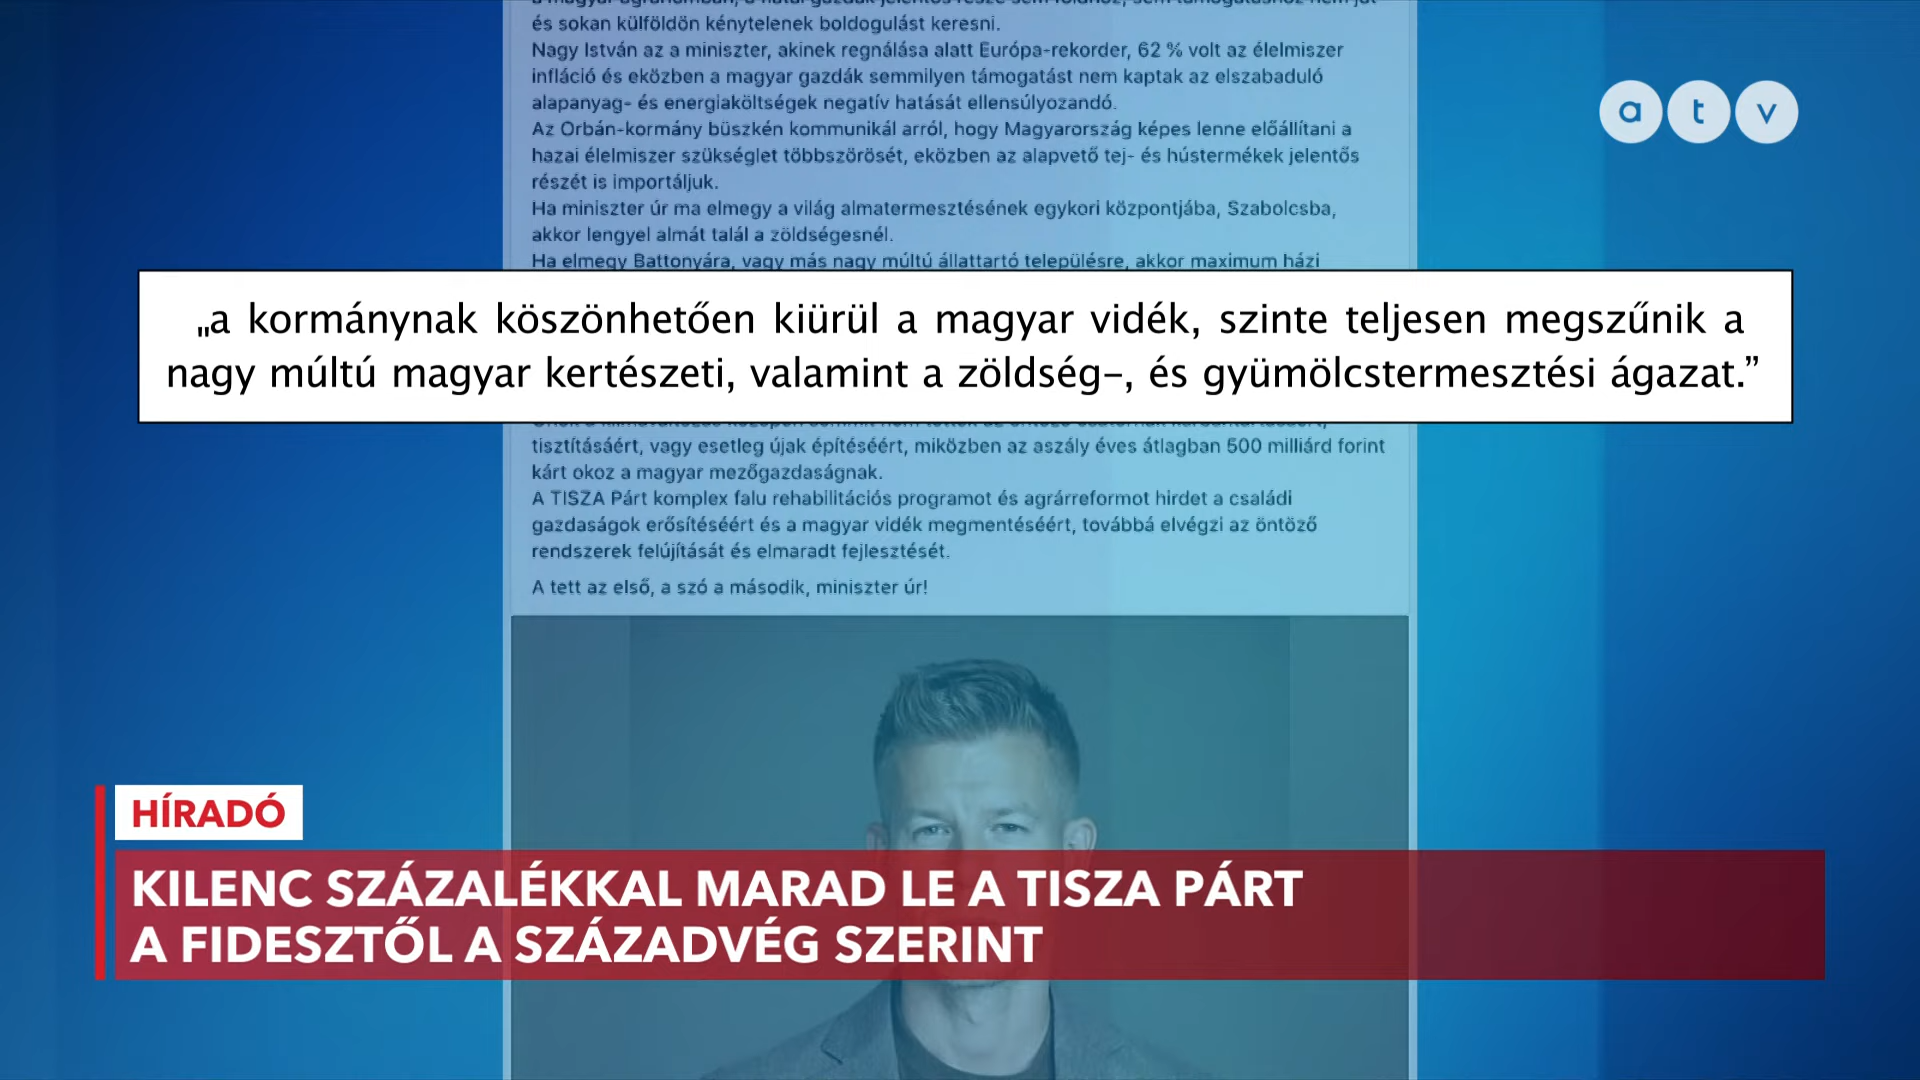 és sokan külföldön kénytelenek boldogulást keresni.
Nagy István az a miniszter, akinek regnálása alatt Európa-rekorder, 62 % volt az élelmiszer
infláció és eközben a magyar gazdák semmilyen támogatást nem kaptak az elszabaduló
alapanyag- és energiaköltségek negatív hatását ellensúlyozandó.
Az Orbán-kormány büszkén kommunikál arról, hogy Magyarország képes lenne előállítani a
hazai élelmiszer szükséglet többszörösét, eközben az alapvető tej- és hústermékek jelentős
részét is importáljuk.
Ha miniszter úr ma elmegy a világ almatermesztésének egykori központjába, Szabolcsba,
akkor lengyel almát talál a zöldségesnél.
Ha elmegy Battonyára, vagy más nagy múltú állattartó településre, akkor maximum házi
„a kormánynak köszönhetően kiürül a magyar vidék, szinte teljesen megszűnik a
nagy múltú magyar kertészeti, valamint a zöldség-, és gyümölcstermesztési ágazat.”
tisztításáért, vagy esetleg újak építéséért, miközben az aszály éves átlagban 500 milliárd forint
kárt okoz a magyar mezőgazdaságnak.
A TISZA Párt komplex falu rehabilitációs programot és agrárreformot hirdet a családi
gazdaságok erősítéséért és a magyar vidék megmentéséért, továbbá elvégzi az öntöző
rendszerek felújítását és elmaradt fejlesztését.
A tett az első, a szó a második, miniszter úr!
atv
HÍRADÓ
KILENC SZÁZALÉKKAL MARAD LE A TISZA PÁRT
A FIDESZTŐL A SZÁZADVÉG SZERINT